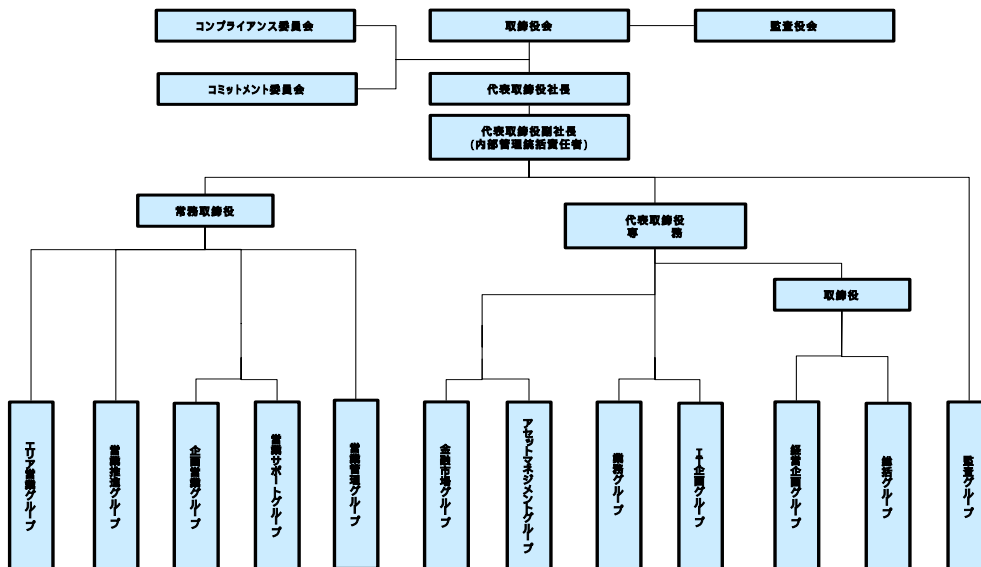 コンプライアンス委員会
取締役会
監査役会
コミットメント委員会
代表取締役社長
代表取締役副社長
(内部管理統括責任者)
常務取締役
代表取締役
専　務
取締役
エリア営業グループ
営業推進グループ
企画営業グループ
営業サポートグループ
営業管理グループ
金融市場グループ
アセットマネジメントグループ
業務グループ
IT企画グループ
経営企画グループ
総括グループ
監査グループ